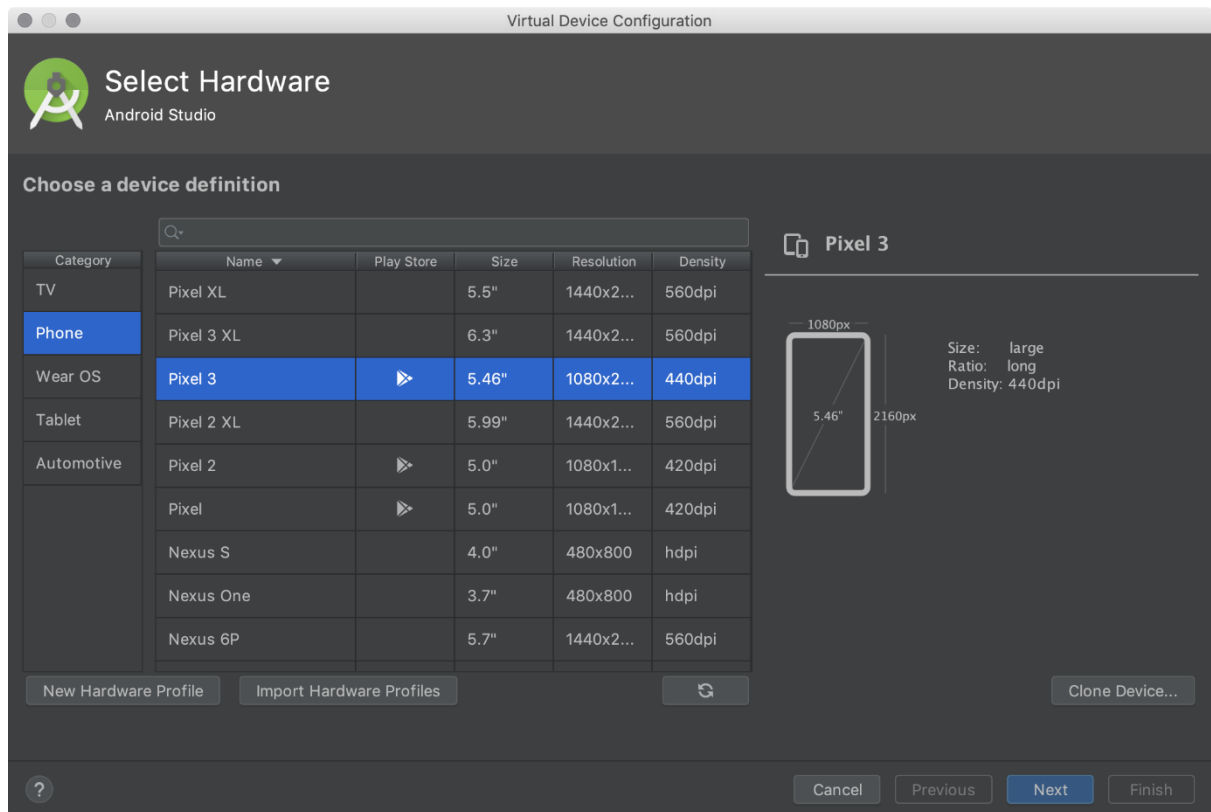 Virtual Device Configuration
Select Hardware
Android Studio
Choose a device definition
Category
TV
Phone
Wear OS
Tablet
Automotive
Name Play Store Size Resolution Density
Pixel XL 5.5" 1440x2... 560dpi
Pixel 3 XL 6.3" 1440x2... 560dpi
Pixel 3 5.46" 1080x2... 440dpi
Pixel 2 XL 5.99" 1440x2... 560dpi
Pixel 2 5.0" 1080x1... 420dpi
Pixel 5.0" 1080x1... 420dpi
Nexus S 4.0" 480x800 hdpi
Nexus One 3.7" 480x800 hdpi
Nexus 6P 5.7" 1440x2... 560dpi
Pixel 3
1080px
5.46" 2160px
Size: large
Ratio: long
Density: 440dpi
New Hardware Profile Import Hardware Profiles Clone Device...
? Cancel Previous Next Finish